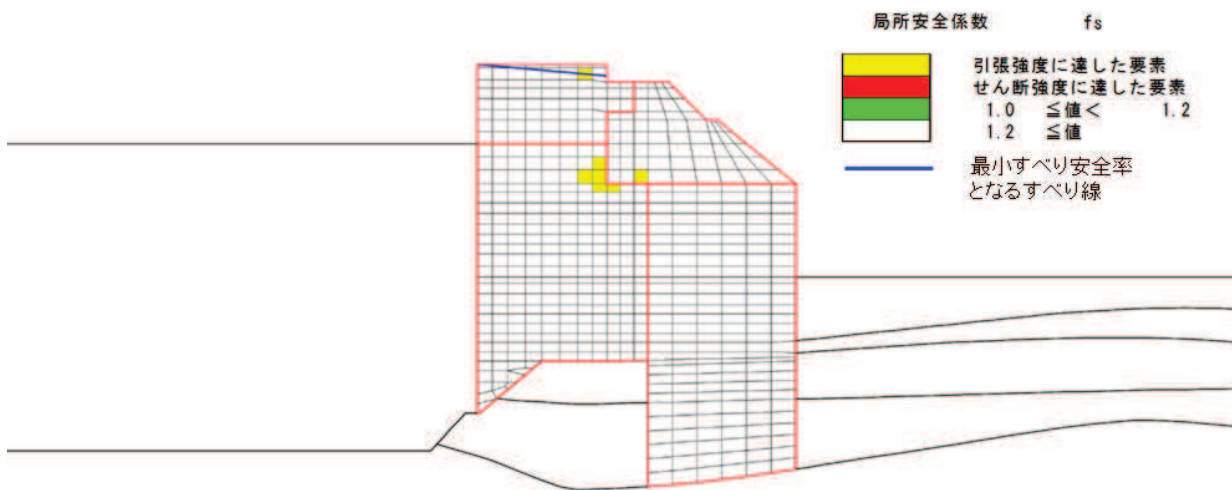 局所安全係数 fs
引張強度に達した要素
せん断強度に達した要素
1.0 ≦値< 1.2
1.2 ≦値
最小すべり安全率
となるすべり線